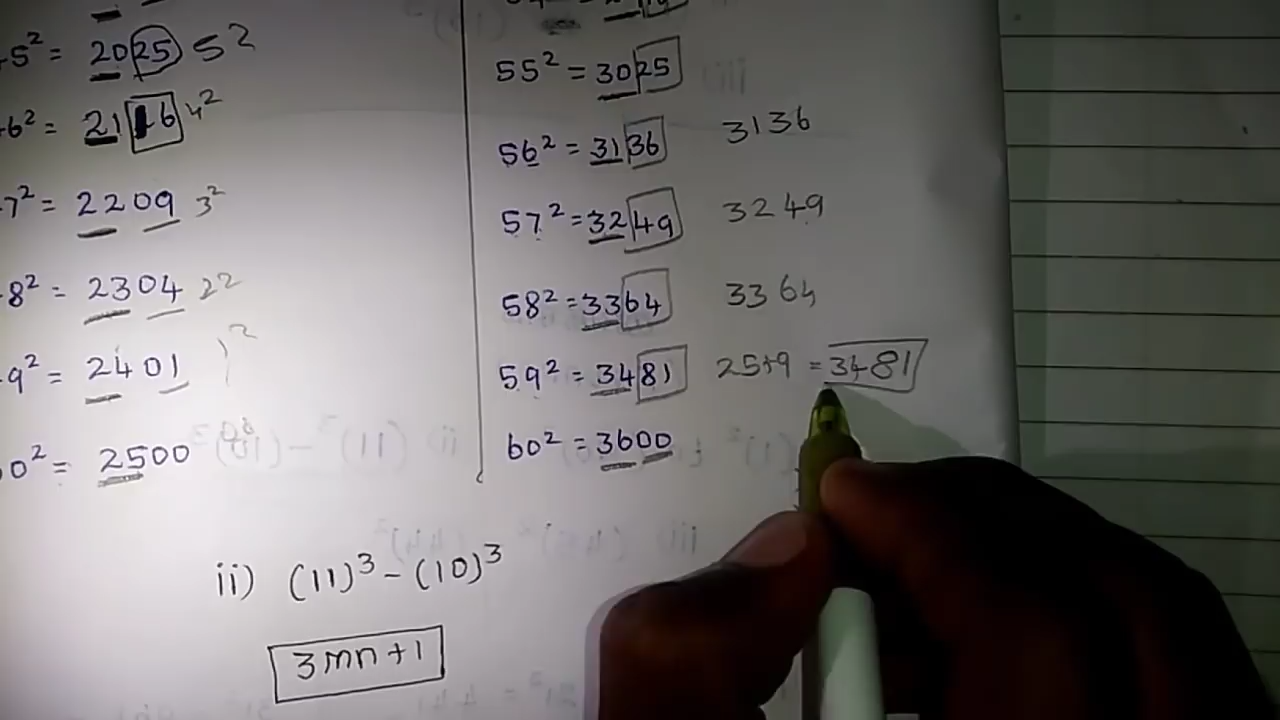 5² = 2025 5²
6² = 2116 4²
7² = 2209 3²
8² = 2304 2²
9² = 2401 1²
0² = 2500
55² = 3025
56² = 3136 3136
57² = 3249 3249
58² = 3364 3364
59² = 3481 25+9 = 3481
60² = 3600
ii) (11)³ - (10)³
3mn + 1